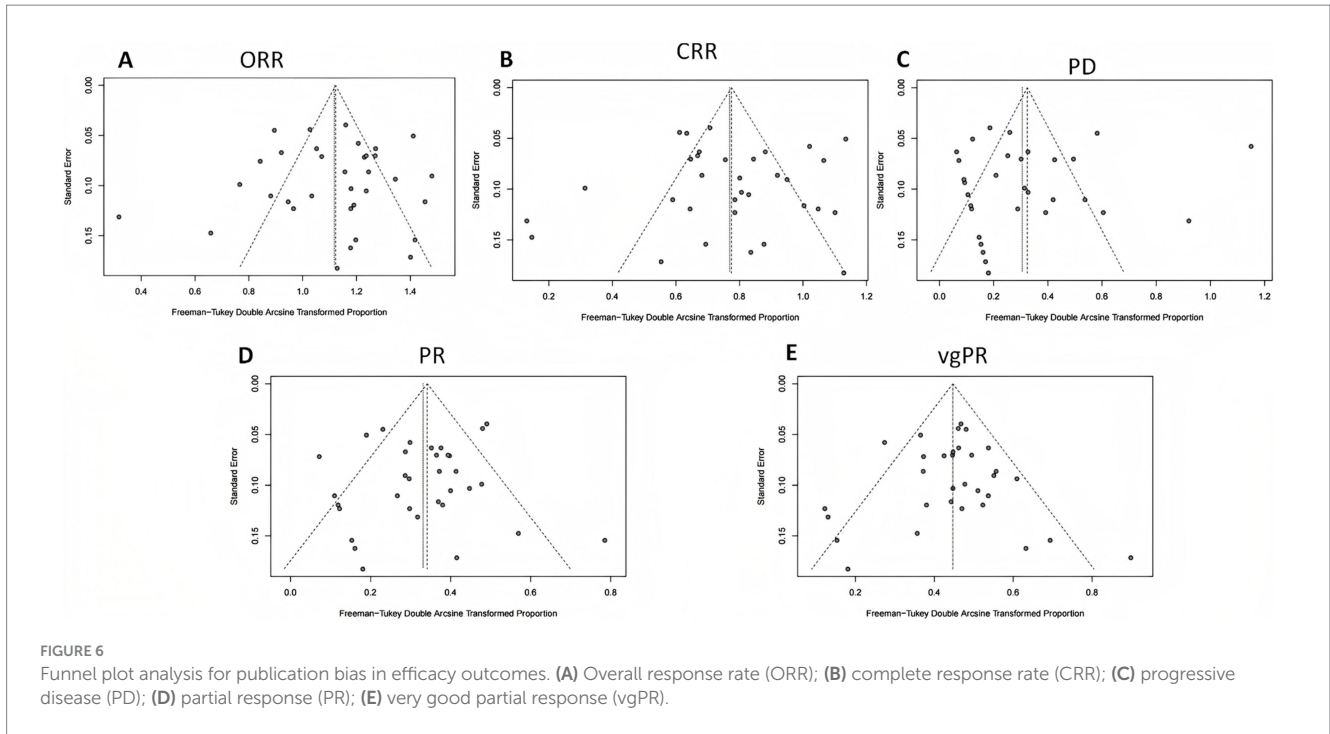 A
ORR
0.00
0.05
0.10
0.15
Standard Error
0.4
0.6
0.8
1.0
1.2
1.4
Freeman-Tukey Double Arcsine Transformed Proportion
B
CRR
0.00
0.05
0.10
0.15
Standard Error
0.2
0.4
0.6
0.8
1.0
1.2
Freeman-Tukey Double Arcsine Transformed Proportion
C
PD
0.00
0.05
0.10
0.15
Standard Error
0.0
0.2
0.4
0.6
0.8
1.0
1.2
Freeman-Tukey Double Arcsine Transformed Proportion
D
PR
0.00
0.05
0.10
0.15
Standard Error
0.0
0.2
0.4
0.6
0.8
Freeman-Tukey Double Arcsine Transformed Proportion
E
vgPR
0.00
0.05
0.10
0.15
Standard Error
0.2
0.4
0.6
0.8
Freeman-Tukey Double Arcsine Transformed Proportion
FIGURE 6
Funnel plot analysis for publication bias in efficacy outcomes. (A) Overall response rate (ORR); (B) complete response rate (CRR); (C) progressive
disease (PD); (D) partial response (PR); (E) very good partial response (vgPR).